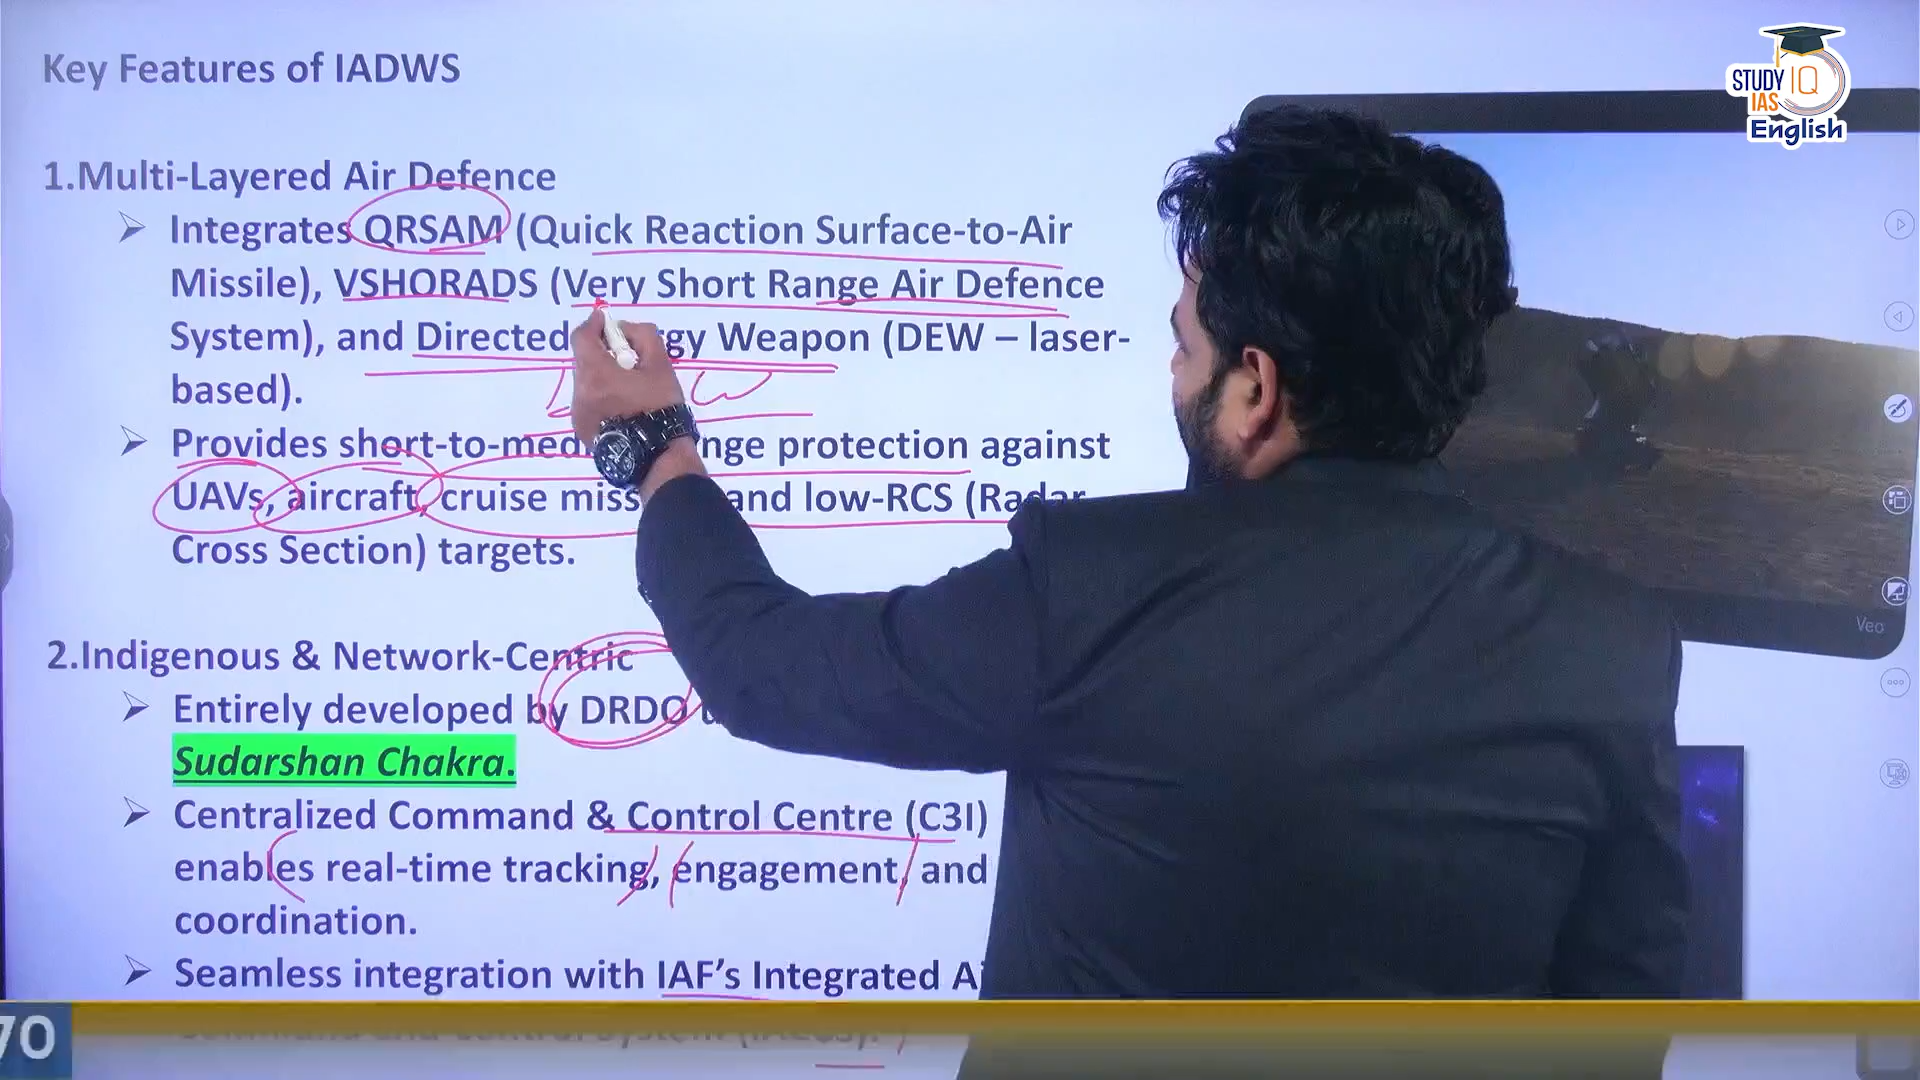 Key Features of IADWS
STUDY IQ
IAS
English
1.Multi-Layered Air Defence
➢ Integrates QRSAM (Quick Reaction Surface-to-Air
Missile), VSHORADS (Very Short Range Air Defence
System), and Directed Weapon (DEW – laser-
based).
➢ Provides short-to-med nge protection against
UAVs, aircraft, cruise miss and low-RCS (Radar
Cross Section) targets.
2.Indigenous & Network-Centric
➢ Entirely developed by DRDO
Sudarshan Chakra.
➢ Centralized Command & Control Centre (C3I)
enables real-time tracking, engagement, and
coordination.
➢ Seamless integration with IAF’s Integrated Ai
Veo
70